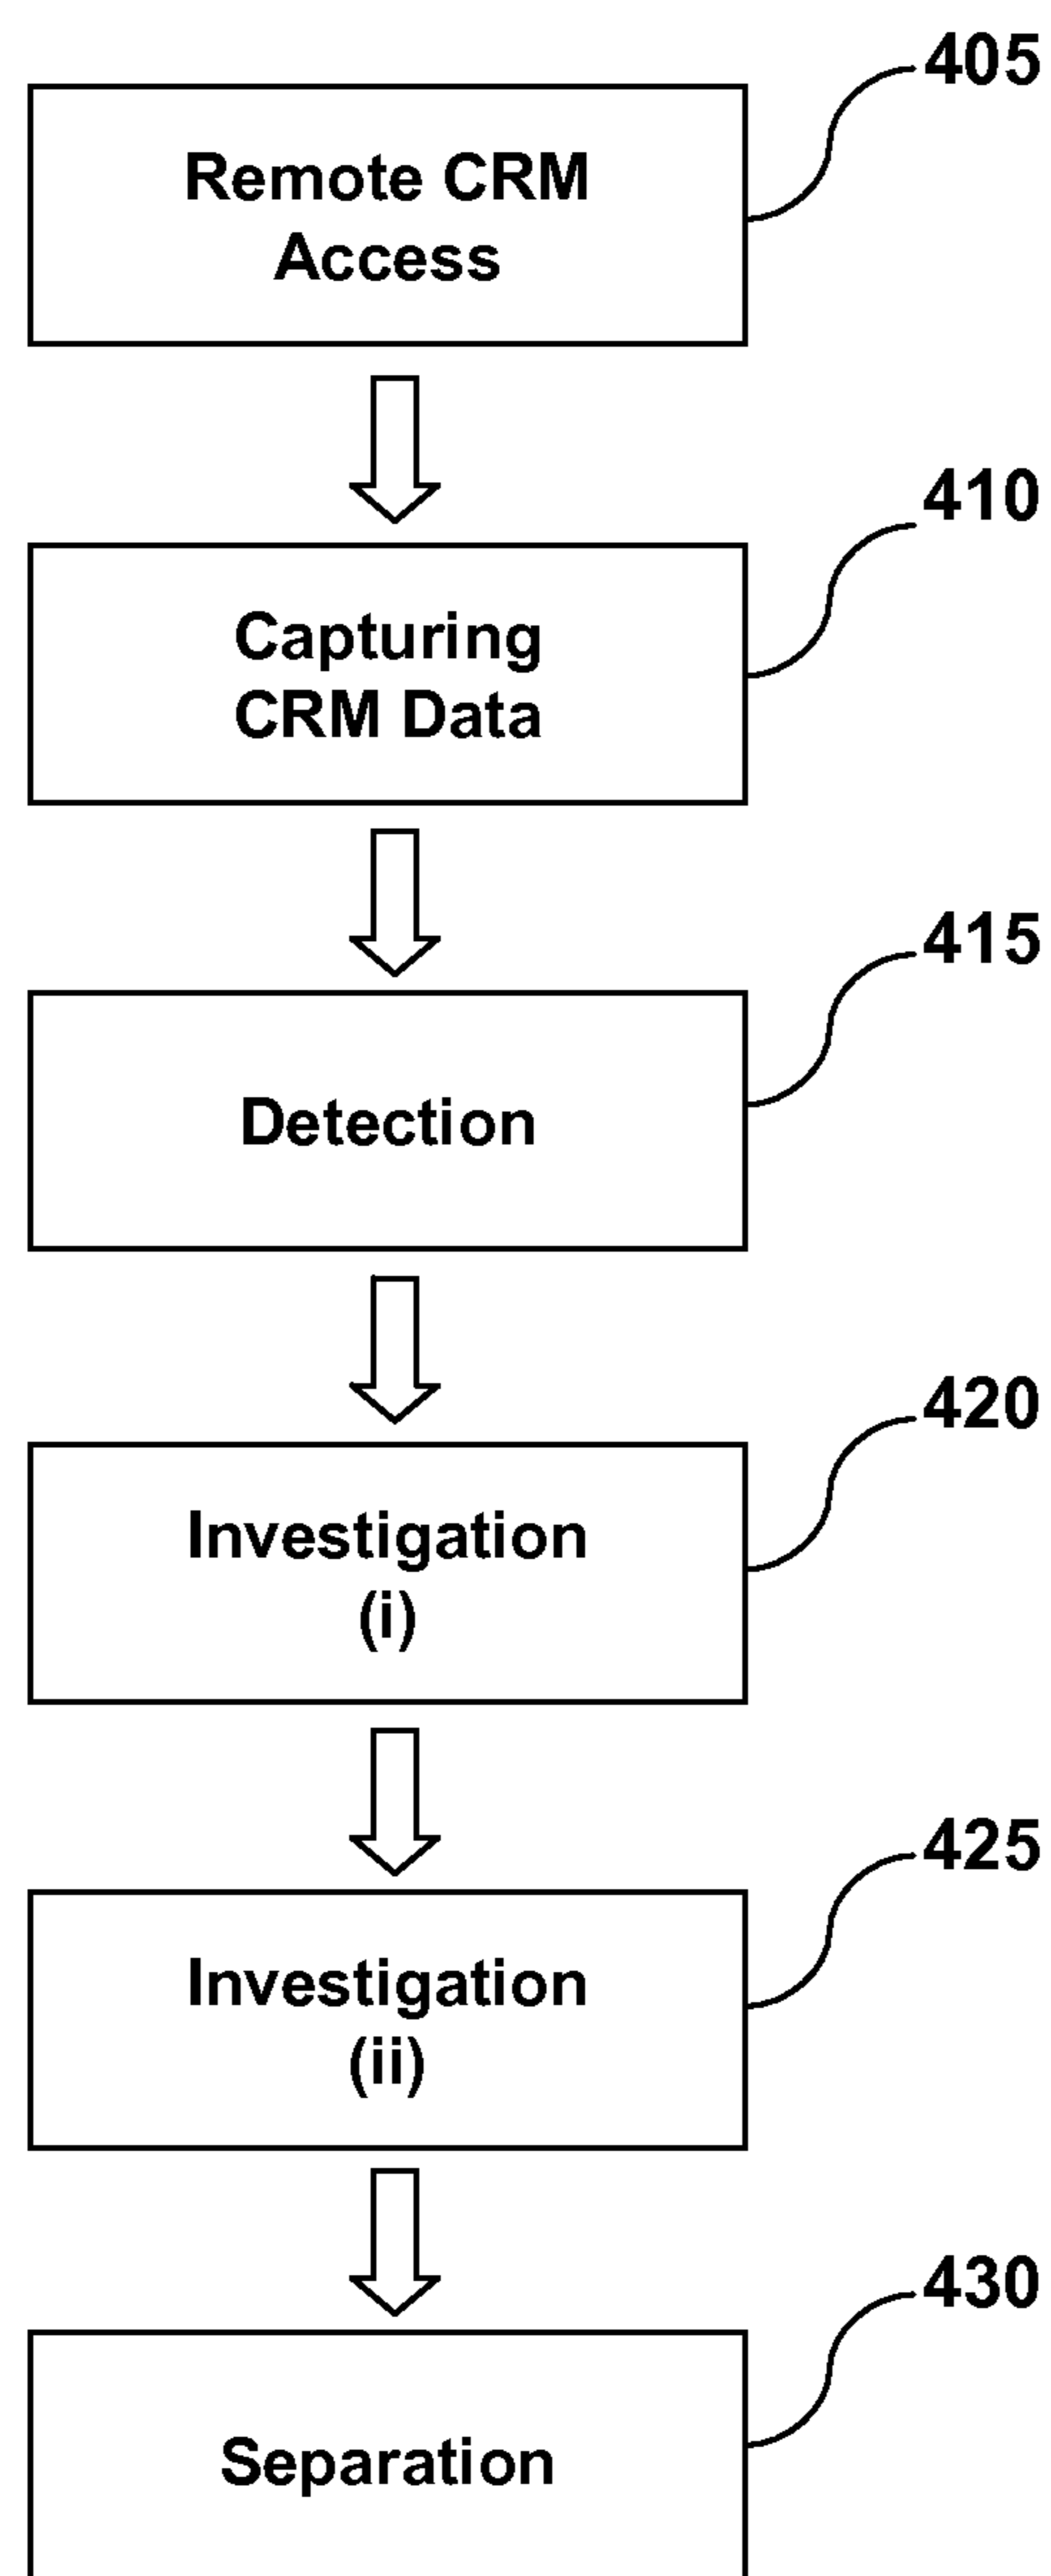 405
Remote CRM
Access
410
Capturing
CRM Data
415
Detection
420
Investigation
(i)
425
Investigation
(ii)
430
Separation